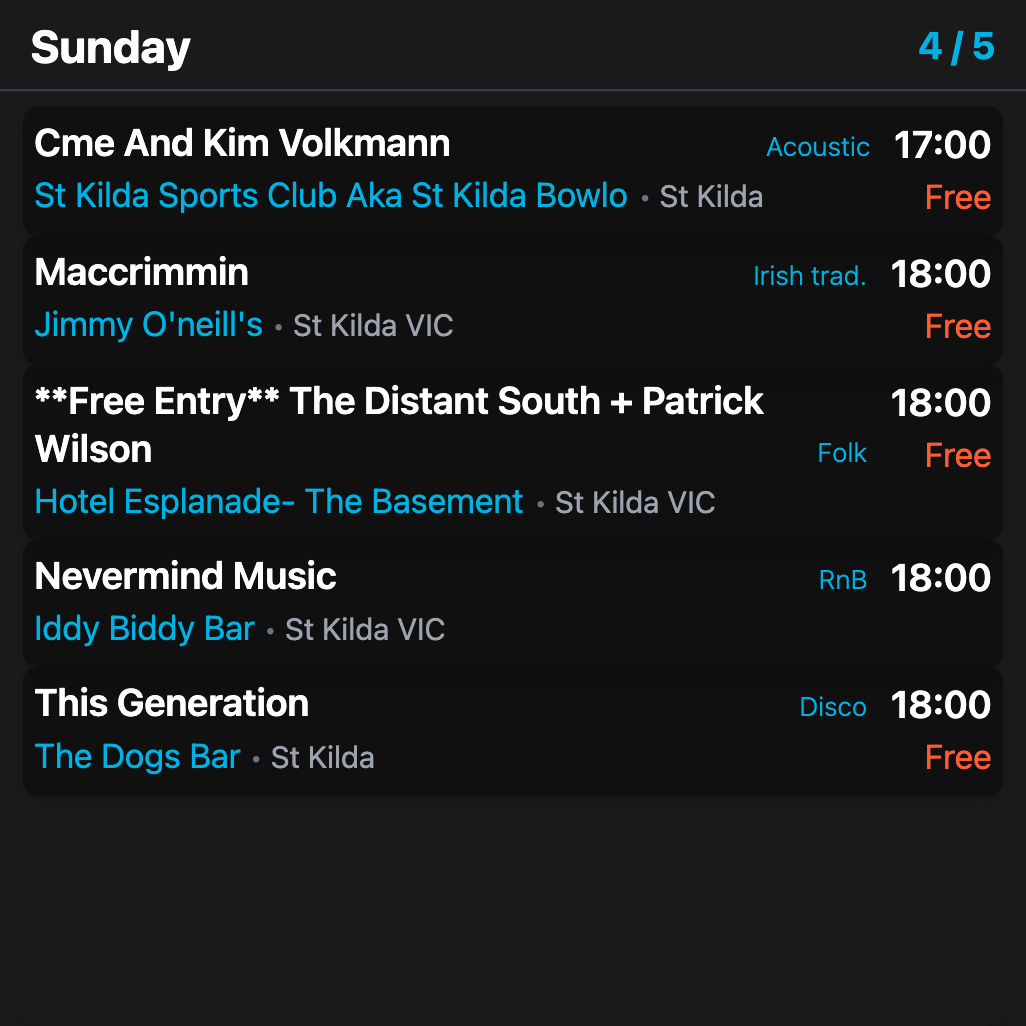 Sunday 4 / 5
Cme And Kim Volkmann Acoustic 17:00
St Kilda Sports Club Aka St Kilda Bowlo • St Kilda Free
Maccrimmin Irish trad. 18:00
Jimmy O'neill's • St Kilda VIC Free
**Free Entry** The Distant South + Patrick 18:00
Wilson Folk Free
Hotel Esplanade- The Basement • St Kilda VIC
Nevermind Music RnB 18:00
Iddy Biddy Bar • St Kilda VIC
This Generation Disco 18:00
The Dogs Bar • St Kilda Free